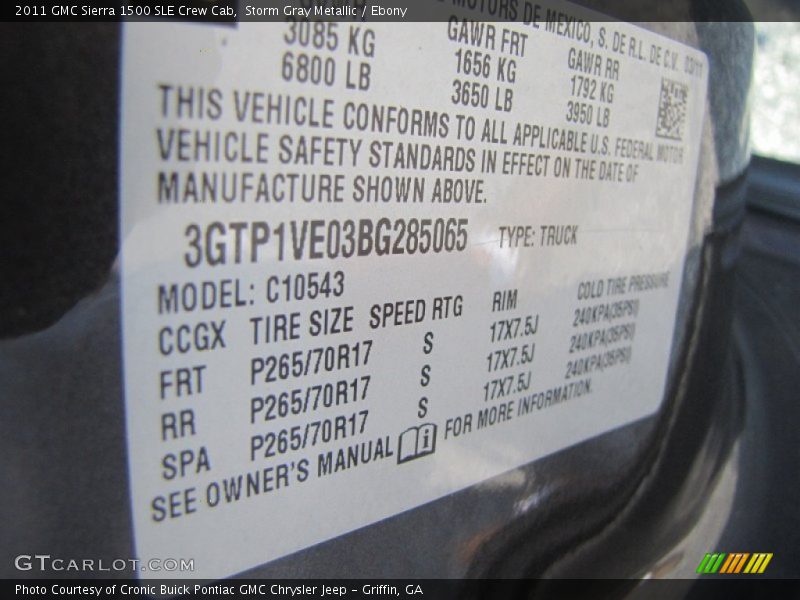 2011 GMC Sierra 1500 SLE Crew Cab, Storm Gray Metallic / Ebony
MOTORS DE MEXICO, S. DE R.L. DE C.V. 03/11
GAWR FRT GAWR RR
3085 KG 1656 KG 1792 KG
6800 LB 3650 LB 3950 LB
THIS VEHICLE CONFORMS TO ALL APPLICABLE U.S. FEDERAL MOTOR
VEHICLE SAFETY STANDARDS IN EFFECT ON THE DATE OF
MANUFACTURE SHOWN ABOVE.
3GTP1VE03BG285065 TYPE: TRUCK
MODEL: C10543
CCGX TIRE SIZE SPEED RTG RIM COLD TIRE PRESSURE
FRT P265/70R17 S 17X7.5J 240KPA(35PSI)
RR P265/70R17 S 17X7.5J 240KPA(35PSI)
SPA P265/70R17 S 17X7.5J 240KPA(35PSI)
SEE OWNER'S MANUAL FOR MORE INFORMATION.
GTCARLOT.COM
Photo Courtesy of Cronic Buick Pontiac GMC Chrysler Jeep - Griffin, GA